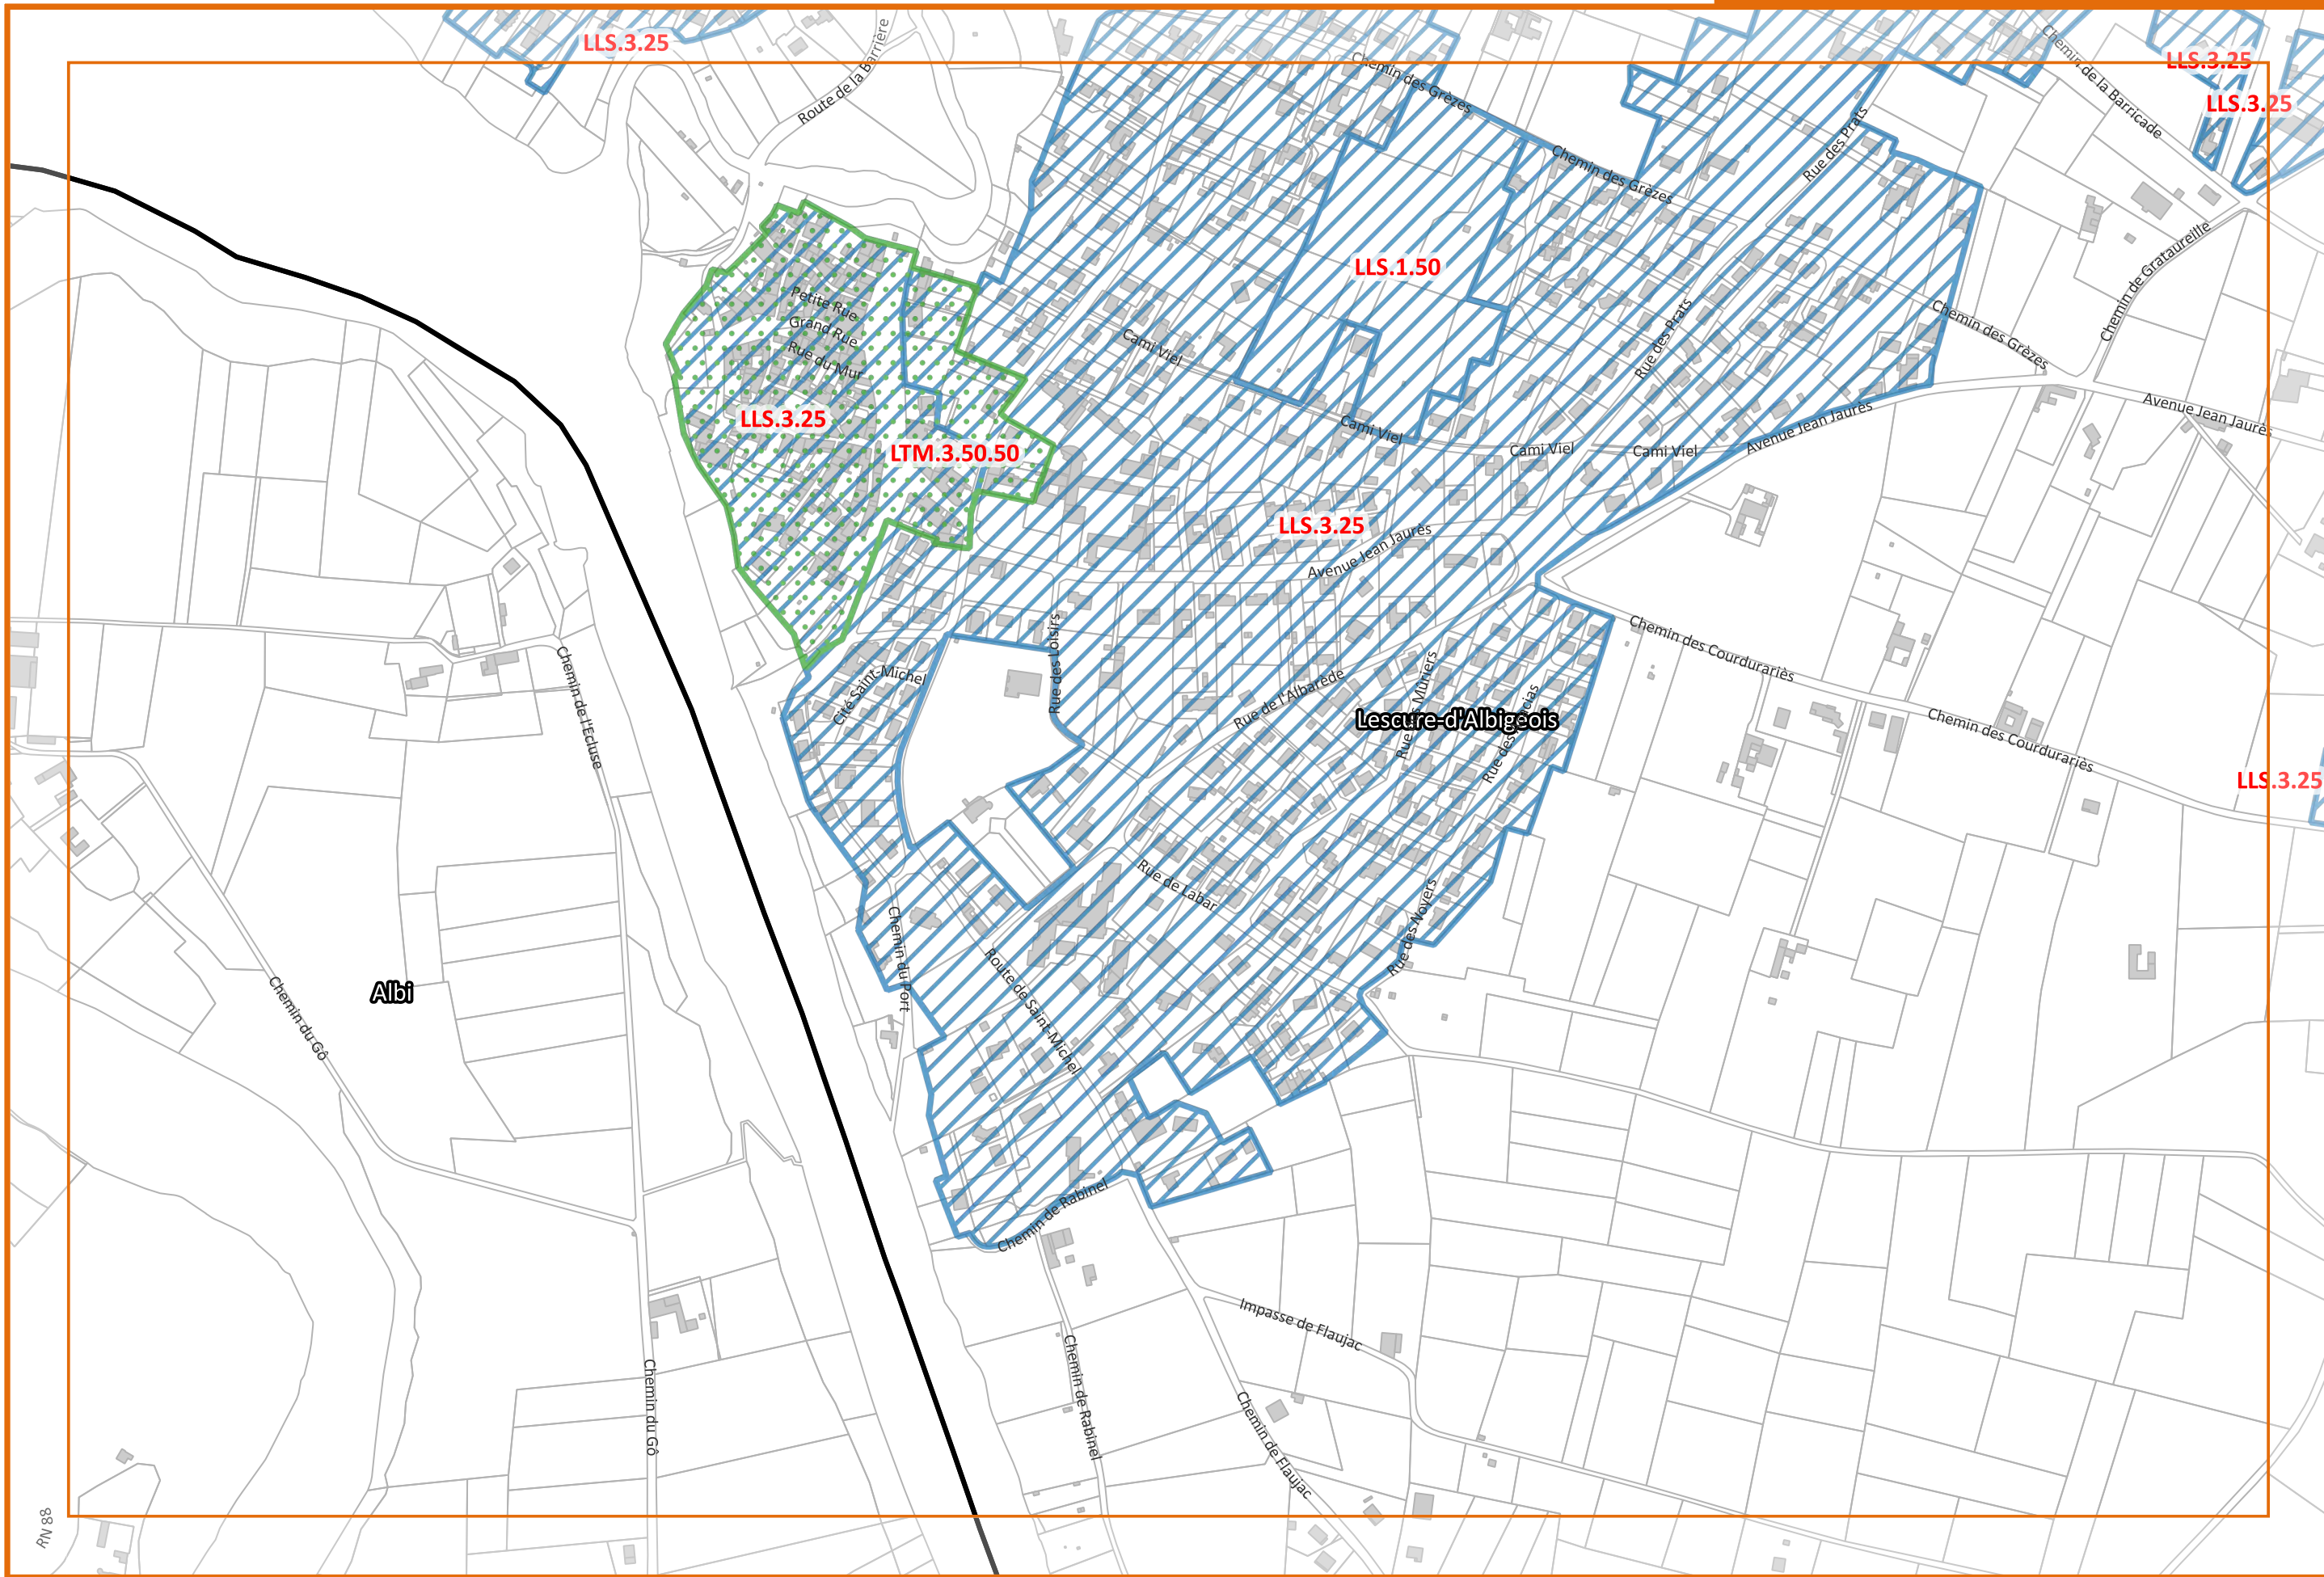 LLS.3.25
Route de la Barrière
Chemin des Grèzes
Chemin de la Barricade
LLS.3.25
LLS.3.25
Chemin des Grèzes
Rue des Prats
LLS.1.50
Chemin de Grataureille
Petite Rue
Grand Rue
Rue du Mur
Cami Viel
Rue des Prats
Chemin des Grèzes
LLS.3.25
LTM.3.50.50
Cami Viel
Cami Viel
Cami Viel
Avenue Jean Jaurès
Avenue Jean Jaurès
LLS.3.25
Avenue Jean Jaurès
Rue des Loisirs
Chemin de l'Ecluse
Cité Saint-Michel
Rue de l'Albarède
Rue des Mûriers
Lescure-d'Albigeois
Chemin des Courdurariès
Chemin des Courdurariès
LLS.3.25
Rue de Labar
Rue des Noyers
Chemin du Port
Route de Saint-Michel
Albi
Chemin du Gô
Chemin de Rabinel
Impasse de Flaujac
Chemin du Gô
Chemin de Rabinel
Chemin de Flaujac
RN 88